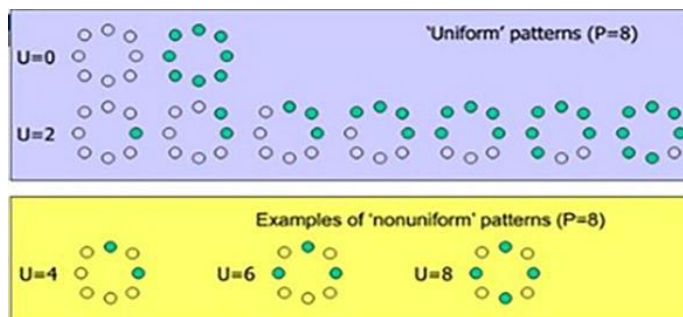 'Uniform' patterns (P=8)
U=0
U=2
Examples of 'nonuniform' patterns (P=8)
U=4 U=6 U=8